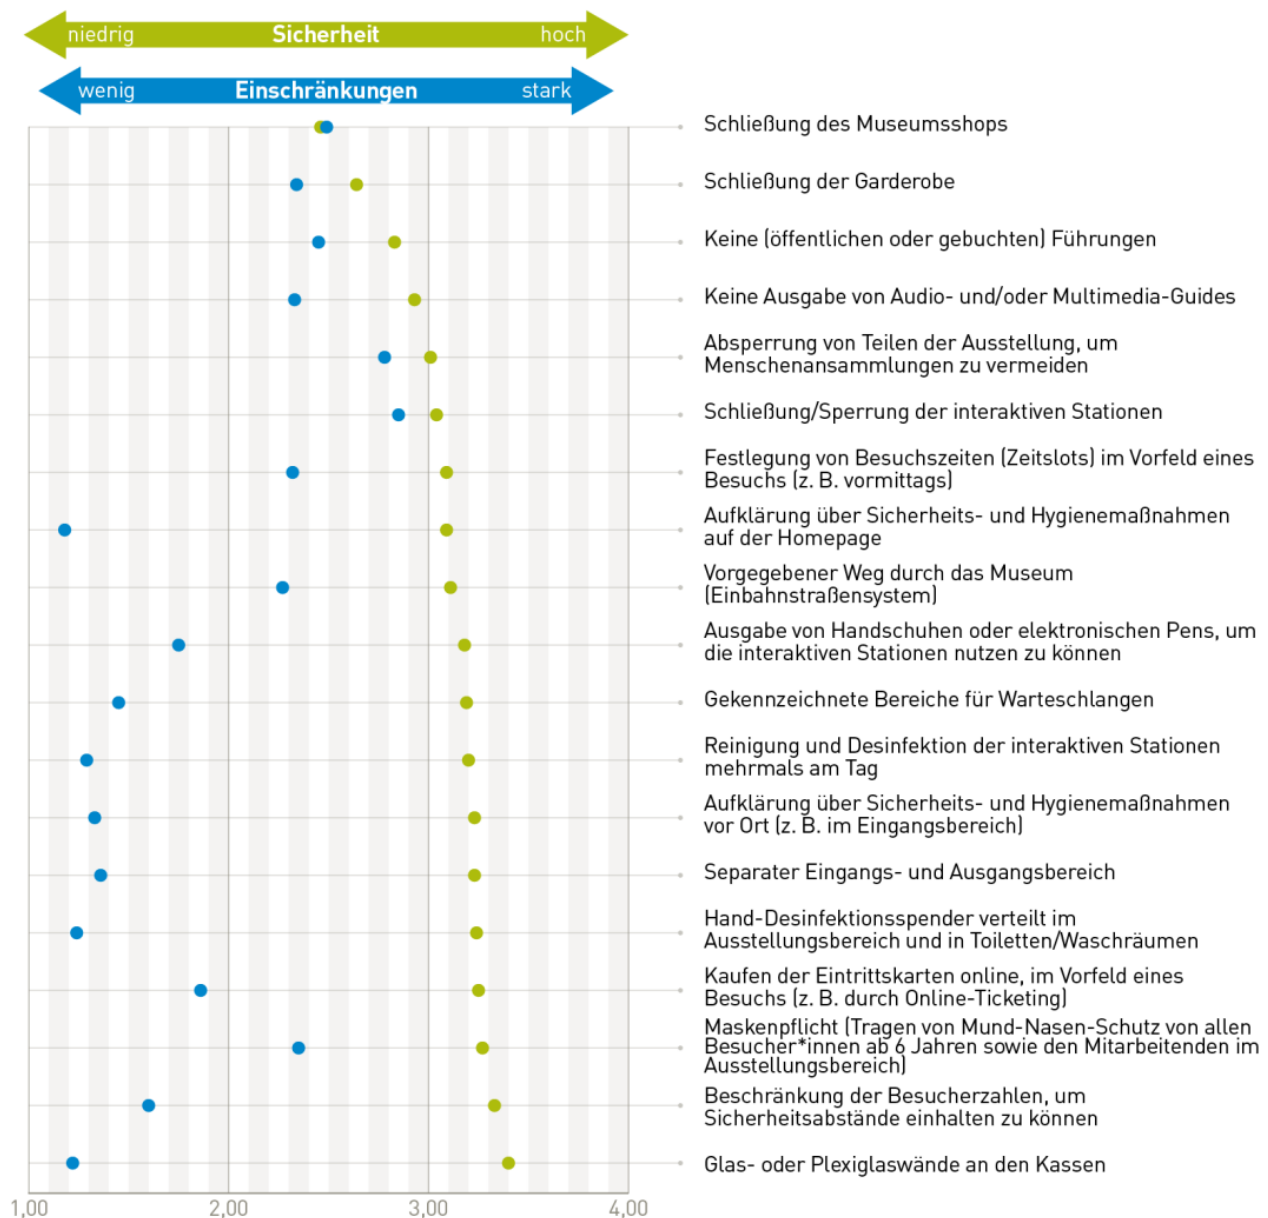 niedrig Sicherheit hoch
wenig Einschränkungen stark
Schließung des Museumsshops
Schließung der Garderobe
Keine (öffentlichen oder gebuchten) Führungen
Keine Ausgabe von Audio- und/oder Multimedia-Guides
Absperrung von Teilen der Ausstellung, um
Menschenansammlungen zu vermeiden
Schließung/Sperrung der interaktiven Stationen
Festlegung von Besuchszeiten (Zeitslots) im Vorfeld eines
Besuchs (z. B. vormittags)
Aufklärung über Sicherheits- und Hygienemaßnahmen
auf der Homepage
Vorgegebener Weg durch das Museum
(Einbahnstraßensystem)
Ausgabe von Handschuhen oder elektronischen Pens, um
die interaktiven Stationen nutzen zu können
Gekennzeichnete Bereiche für Warteschlangen
Reinigung und Desinfektion der interaktiven Stationen
mehrmals am Tag
Aufklärung über Sicherheits- und Hygienemaßnahmen
vor Ort (z. B. im Eingangsbereich)
Separater Eingangs- und Ausgangsbereich
Hand-Desinfektionsspender verteilt im
Ausstellungsbereich und in Toiletten/Waschräumen
Kaufen der Eintrittskarten online, im Vorfeld eines
Besuchs (z. B. durch Online-Ticketing)
Maskenpflicht (Tragen von Mund-Nasen-Schutz von allen
Besucher*innen ab 6 Jahren sowie den Mitarbeitenden im
Ausstellungsbereich)
Beschränkung der Besucherzahlen, um
Sicherheitsabstände einhalten zu können
Glas- oder Plexiglaswände an den Kassen
1,00 2,00 3,00 4,00